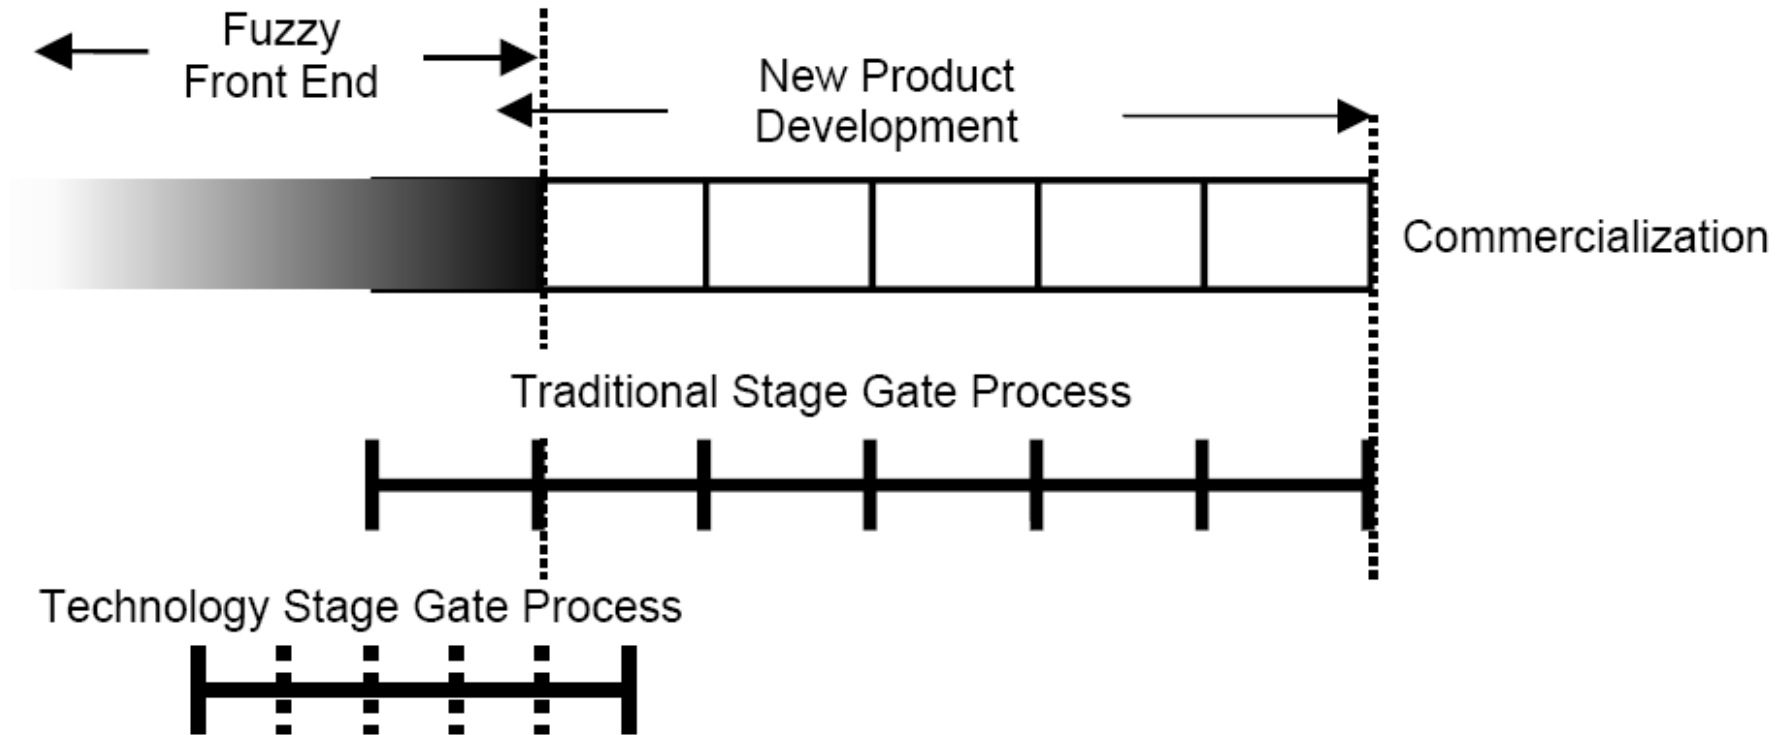 Fuzzy
Front End
New Product
Development
Commercialization
Traditional Stage Gate Process
Technology Stage Gate Process